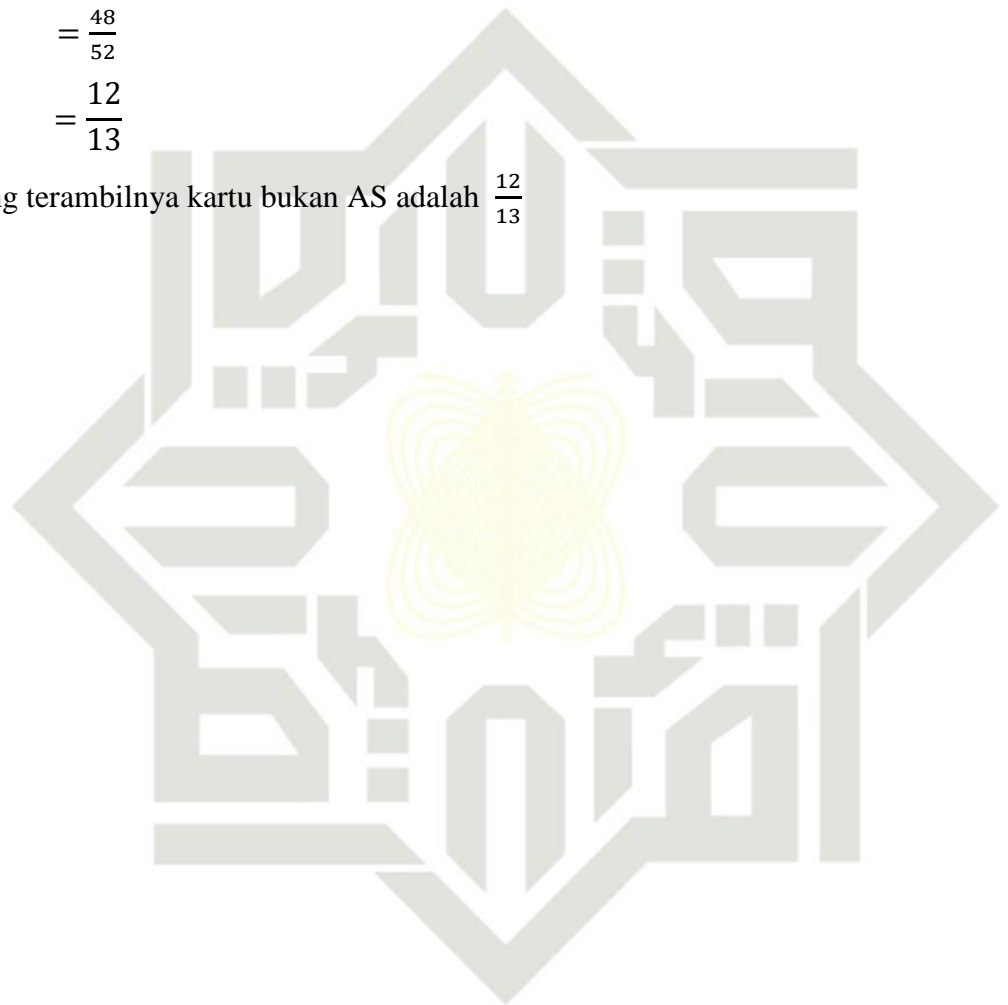 = 48/52
= 12/13
g terambilnya kartu bukan AS adalah 12/13